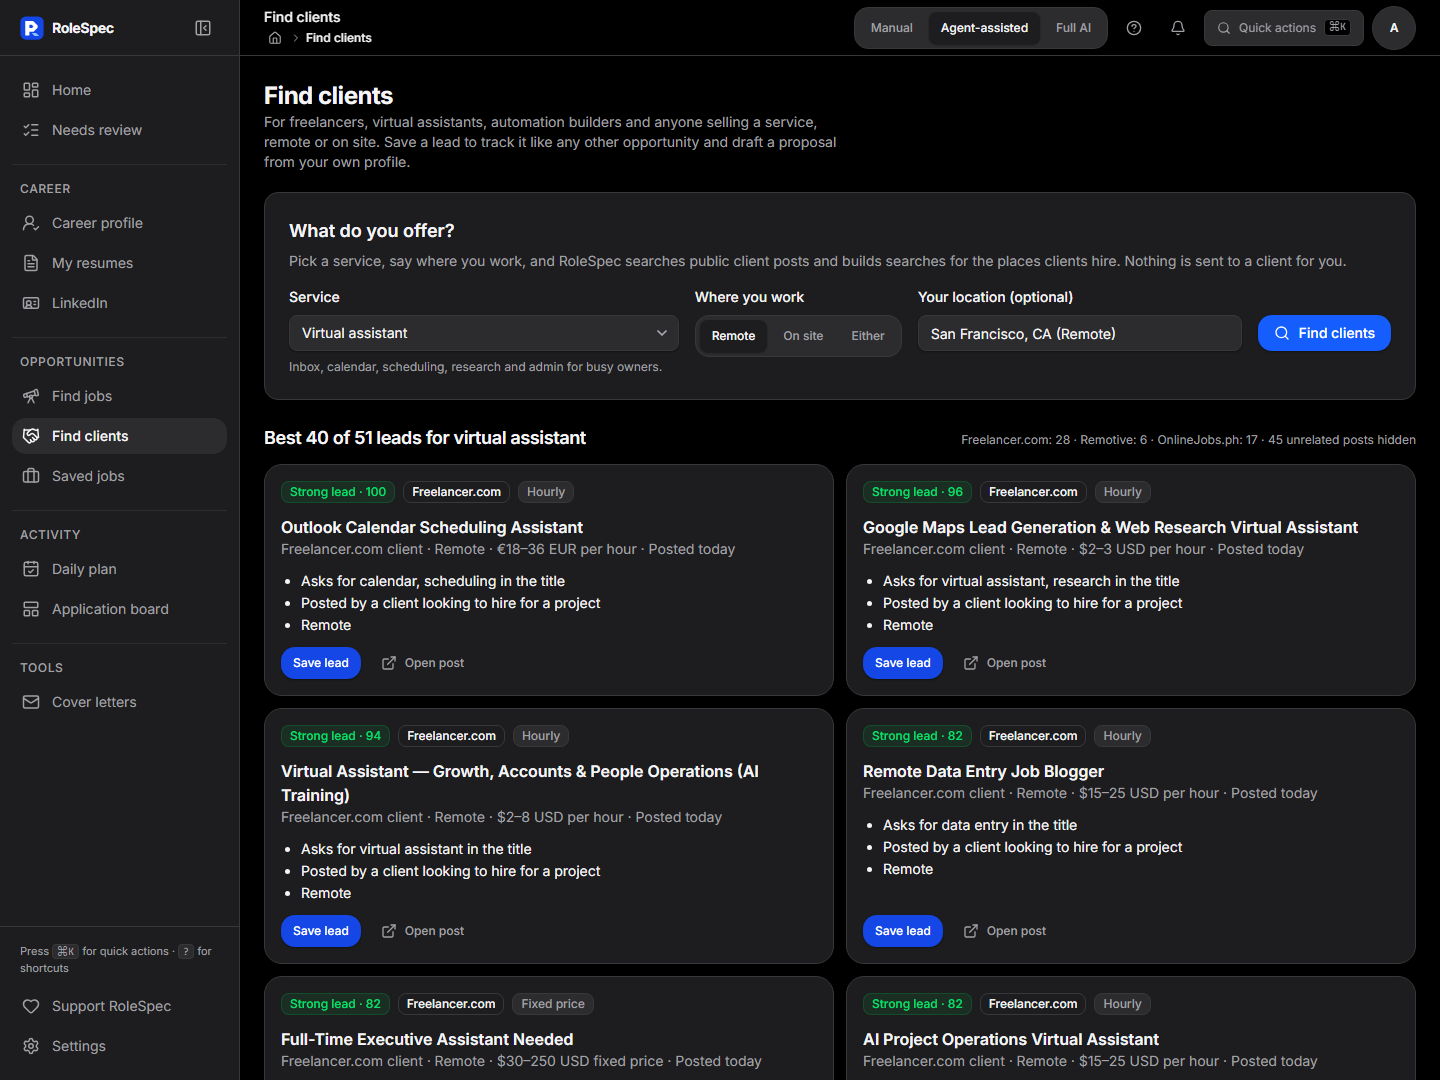 RoleSpec
Home
Needs review
CAREER
Career profile
My resumes
LinkedIn
OPPORTUNITIES
Find jobs
Find clients
Saved jobs
ACTIVITY
Daily plan
Application board
TOOLS
Cover letters
Press ⌘K for quick actions · ? for
shortcuts
Support RoleSpec
Settings
Find clients
Find clients
Manual
Agent-assisted
Full AI
Quick actions ⌘K
A
Find clients
For freelancers, virtual assistants, automation builders and anyone selling a service,
remote or on site. Save a lead to track it like any other opportunity and draft a proposal
from your own profile.
What do you offer?
Pick a service, say where you work, and RoleSpec searches public client posts and builds searches for the places clients hire. Nothing is sent to a client for you.
Service
Virtual assistant
Inbox, calendar, scheduling, research and admin for busy owners.
Where you work
Remote
On site
Either
Your location (optional)
San Francisco, CA (Remote)
Find clients
Best 40 of 51 leads for virtual assistant
Freelancer.com: 28 · Remotive: 6 · OnlineJobs.ph: 17 · 45 unrelated posts hidden
Strong lead · 100
Freelancer.com
Hourly
Outlook Calendar Scheduling Assistant
Freelancer.com client · Remote · €18–36 EUR per hour · Posted today
• Asks for calendar, scheduling in the title
• Posted by a client looking to hire for a project
• Remote
Save lead
Open post
Strong lead · 96
Freelancer.com
Hourly
Google Maps Lead Generation & Web Research Virtual Assistant
Freelancer.com client · Remote · $2–3 USD per hour · Posted today
• Asks for virtual assistant, research in the title
• Posted by a client looking to hire for a project
• Remote
Save lead
Open post
Strong lead · 94
Freelancer.com
Hourly
Virtual Assistant — Growth, Accounts & People Operations (AI
Training)
Freelancer.com client · Remote · $2–8 USD per hour · Posted today
• Asks for virtual assistant in the title
• Posted by a client looking to hire for a project
• Remote
Save lead
Open post
Strong lead · 82
Freelancer.com
Hourly
Remote Data Entry Job Blogger
Freelancer.com client · Remote · $15–25 USD per hour · Posted today
• Asks for data entry in the title
• Posted by a client looking to hire for a project
• Remote
Save lead
Open post
Strong lead · 82
Freelancer.com
Fixed price
Full-Time Executive Assistant Needed
Freelancer.com client · Remote · $30–250 USD fixed price · Posted today
Strong lead · 82
Freelancer.com
Hourly
AI Project Operations Virtual Assistant
Freelancer.com client · Remote · $15–25 USD per hour · Posted today